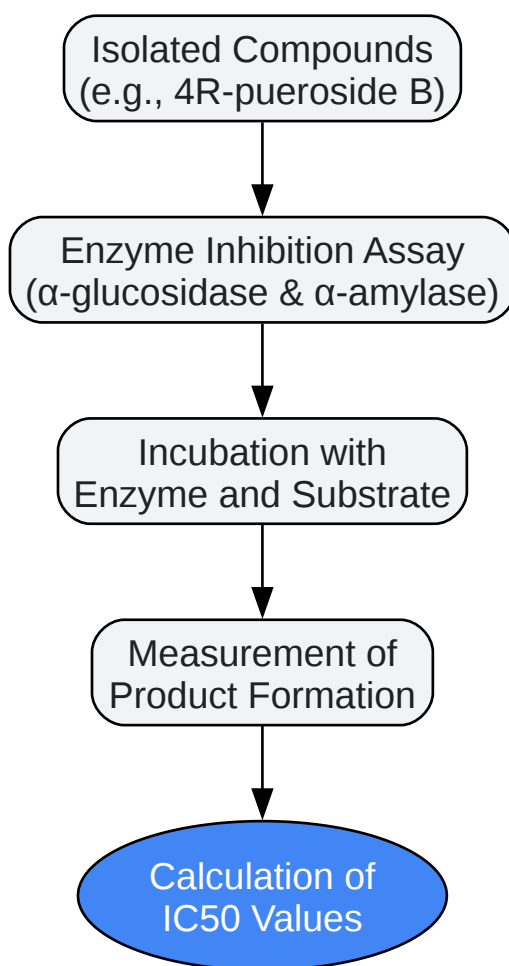 Isolated Compounds
(e.g., 4R-pueroside B)
Enzyme Inhibition Assay
(α-glucosidase & α-amylase)
Incubation with
Enzyme and Substrate
Measurement of
Product Formation
Calculation of
IC50 Values